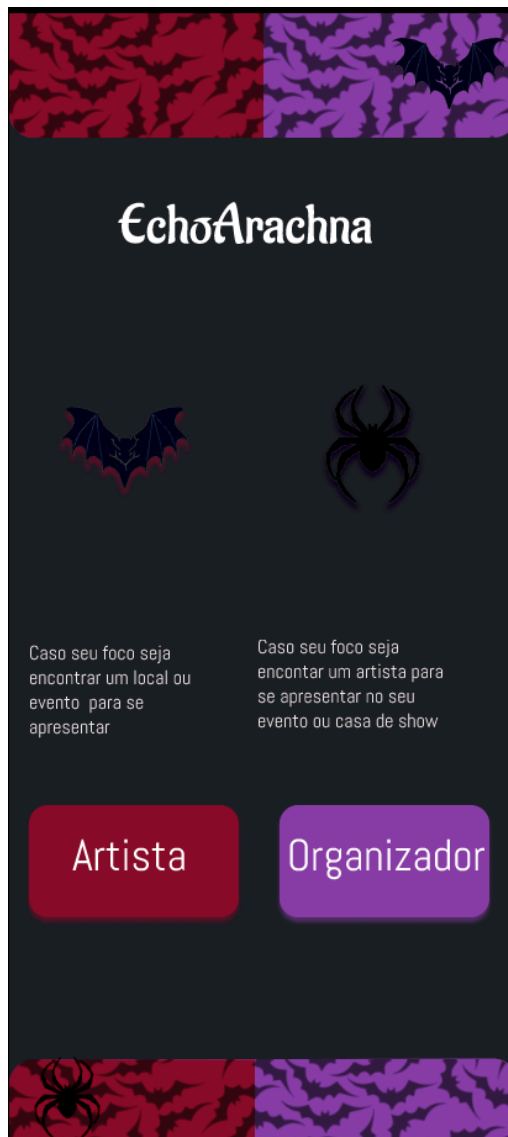 EchoArachna
Caso seu foco seja
encontrar um local ou
evento  para se
apresentar
Caso seu foco seja
encontar um artista para
se apresentar no seu
evento ou casa de show
Artista
Organizador